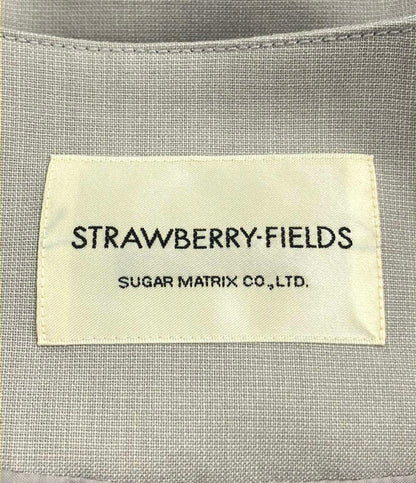 STRAWBERRY-FIELDS
SUGAR MATRIX CO.,LTD.